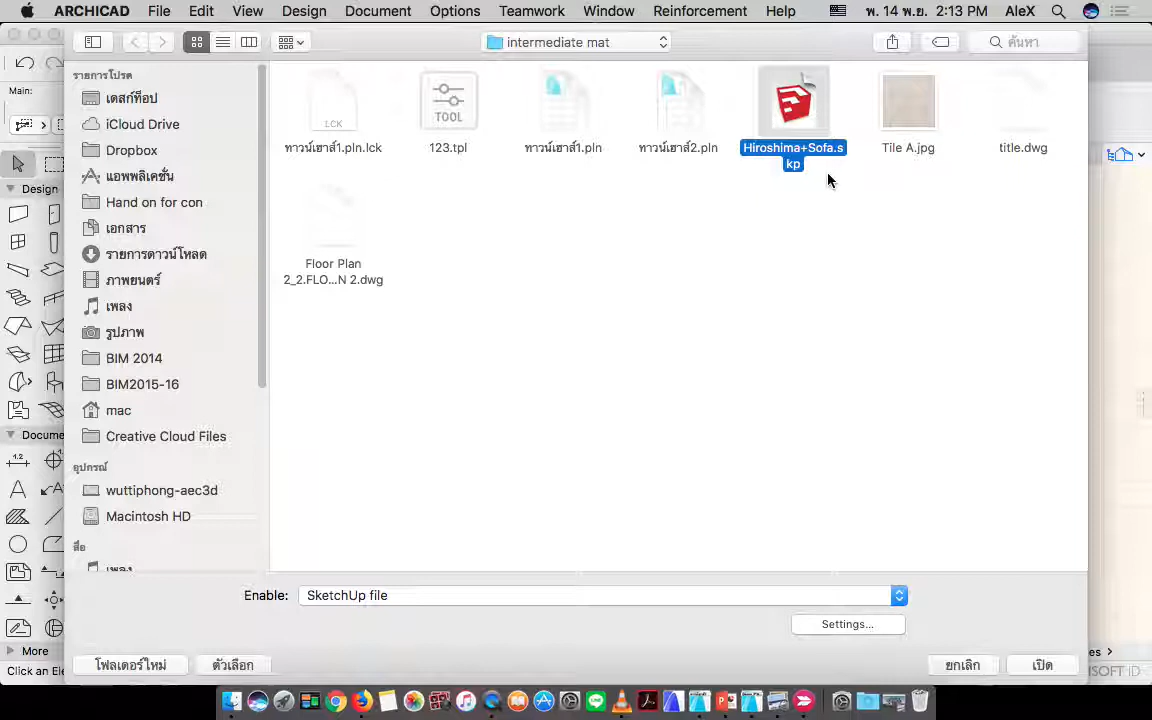 ARCHICAD File Edit View Design Document Options Teamwork Window Reinforcement Help พ. 14 พ.ย. 2:13 PM AleX
intermediate mat
ค้นหา
Main:
Design
Docume
More
Click an Ele
รายการโปรด
เดสก์ท็อป
iCloud Drive
Dropbox
แอพพลิเคชั่น
Hand on for con
เอกสาร
รายการดาวน์โหลด
ภาพยนตร์
เพลง
รูปภาพ
BIM 2014
BIM2015-16
mac
Creative Cloud Files
อุปกรณ์
wuttiphong-aec3d
Macintosh HD
สื่อ
เพลง
LCK
TOOL
ทาวน์เฮาส์1.pln.lck
123.tpl
ทาวน์เฮาส์1.pln
ทาวน์เฮาส์2.pln
Hiroshima+Sofa.s
kp
Tile A.jpg
title.dwg
Floor Plan
2_2.FLO...N 2.dwg
Enable: SketchUp file
Settings...
โฟลเดอร์ใหม่ ตัวเลือก ยกเลิก เปิด
es